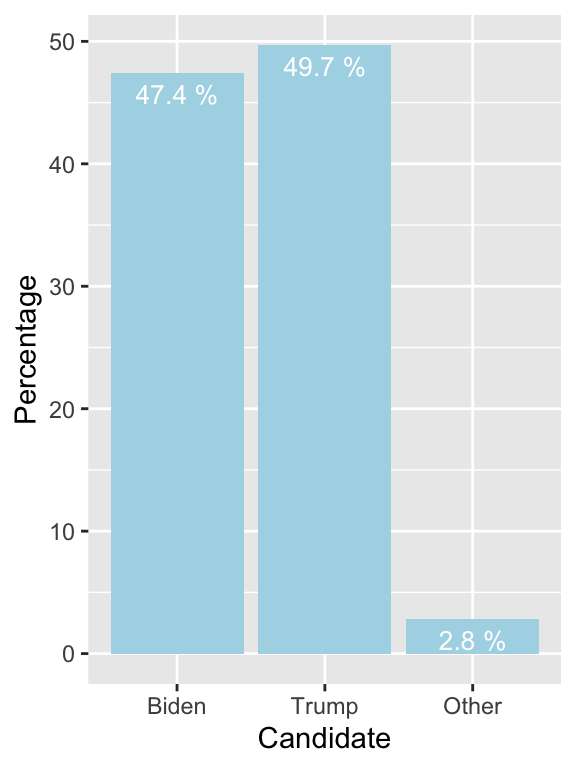 50
40
30
20
10
0
Percentage
47.4 %
49.7 %
2.8 %
Biden
Trump
Other
Candidate